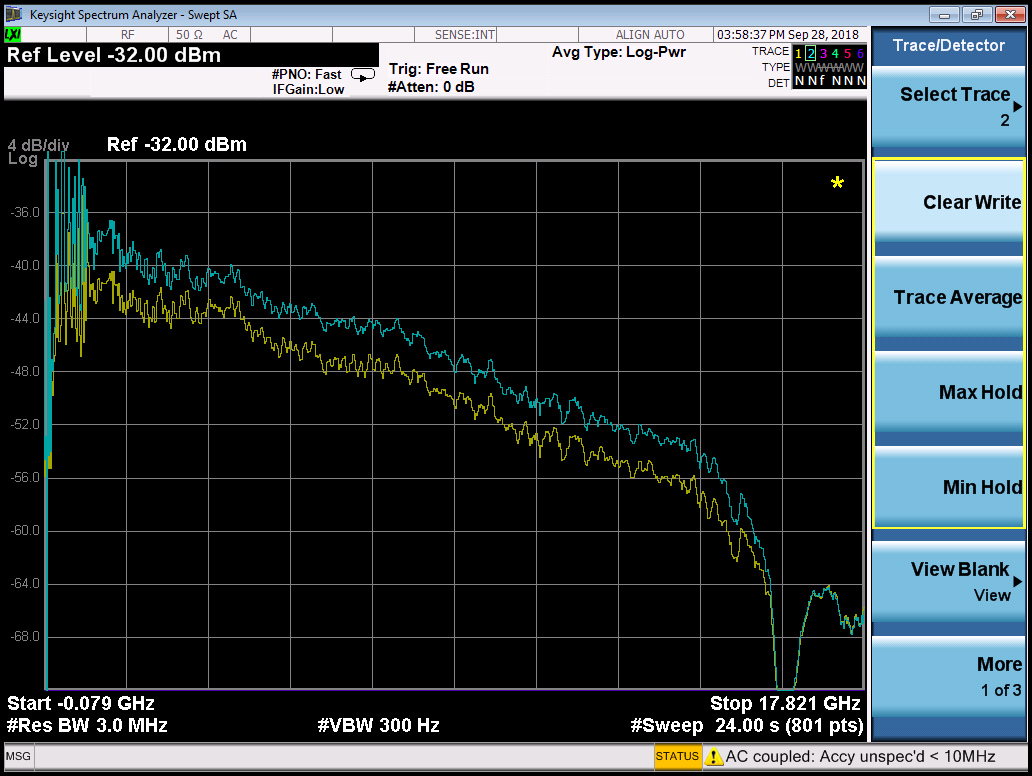 Keysight Spectrum Analyzer - Swept SA
LXI
RF
50 Ω
AC
SENSE:INT
ALIGN AUTO
03:58:37 PM Sep 28, 2018
Ref Level -32.00 dBm
#PNO: Fast
IFGain:Low
Trig: Free Run
#Atten: 0 dB
Avg Type: Log-Pwr
TRACE 1 2 3 4 5 6
TYPE WWWWWW
DET N N f N N N
4 dB/div
Log
Ref -32.00 dBm
*
-36.0
-40.0
-44.0
-48.0
-52.0
-56.0
-60.0
-64.0
-68.0
Start -0.079 GHz
Stop 17.821 GHz
#Res BW 3.0 MHz
#VBW 300 Hz
#Sweep 24.00 s (801 pts)
MSG
STATUS
AC coupled: Accy unspec'd < 10MHz
Trace/Detector
Select Trace
2
Clear Write
Trace Average
Max Hold
Min Hold
View Blank
View
More
1 of 3